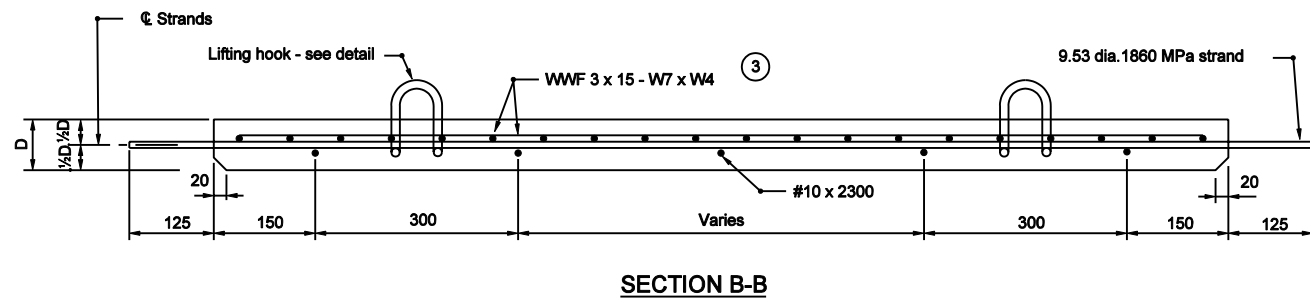 ℄ Strands
Lifting hook - see detail
WWF 3 x 15 - W7 x W4
3
9.53 dia.1860 MPa strand
D
½D
½D
20
#10 x 2300
20
125
150
300
Varies
300
150
125
SECTION B-B